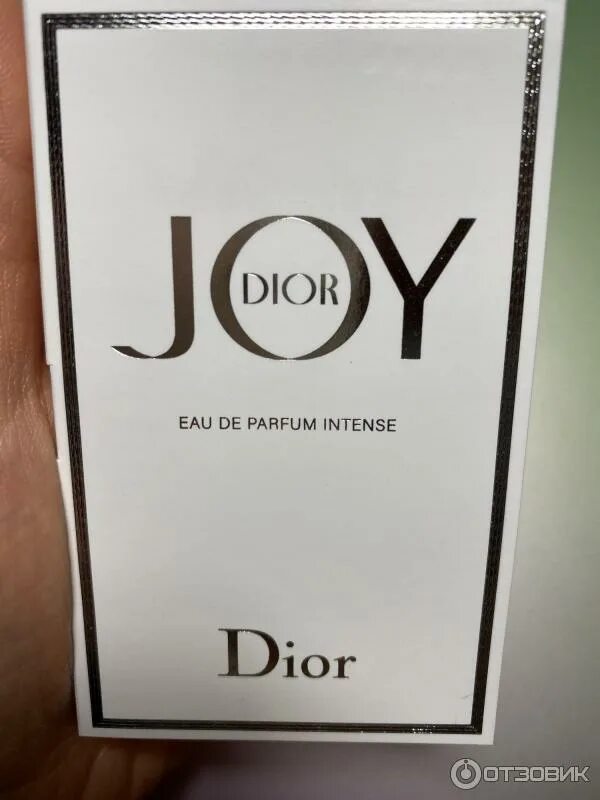 JOY
DIOR
EAU DE PARFUM INTENSE
Dior
ОТЗОВИК